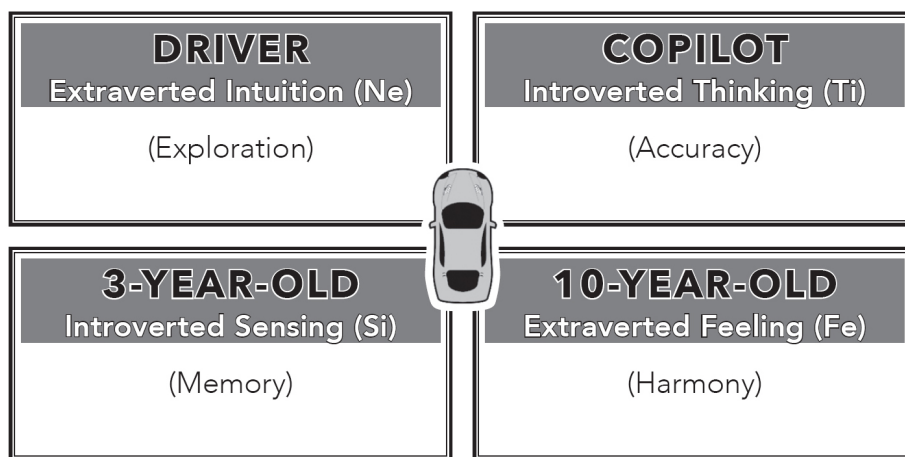 DRIVER
Extraverted Intuition (Ne)
(Exploration)
COPILOT
Introverted Thinking (Ti)
(Accuracy)
3-YEAR-OLD
Introverted Sensing (Si)
(Memory)
10-YEAR-OLD
Extraverted Feeling (Fe)
(Harmony)